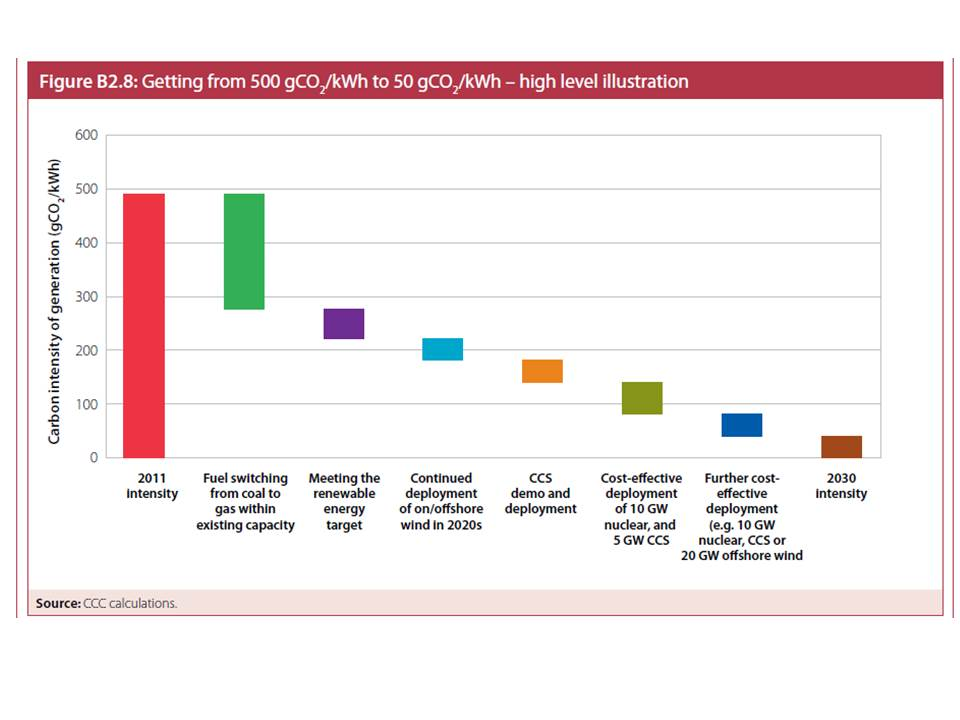 Figure B2.8: Getting from 500 gCO₂/kWh to 50 gCO₂/kWh – high level illustration
Carbon intensity of generation (gCO₂/kWh)
600
500
400
300
200
100
0
2011
intensity
Fuel switching
from coal to
gas within
existing capacity
Meeting the
renewable
energy
target
Continued
deployment
of on/offshore
wind in 2020s
CCS
demo and
deployment
Cost-effective
deployment
of 10 GW
nuclear, and
5 GW CCS
Further cost-
effective
deployment
(e.g. 10 GW
nuclear, CCS or
20 GW offshore wind
2030
intensity
Source: CCC calculations.